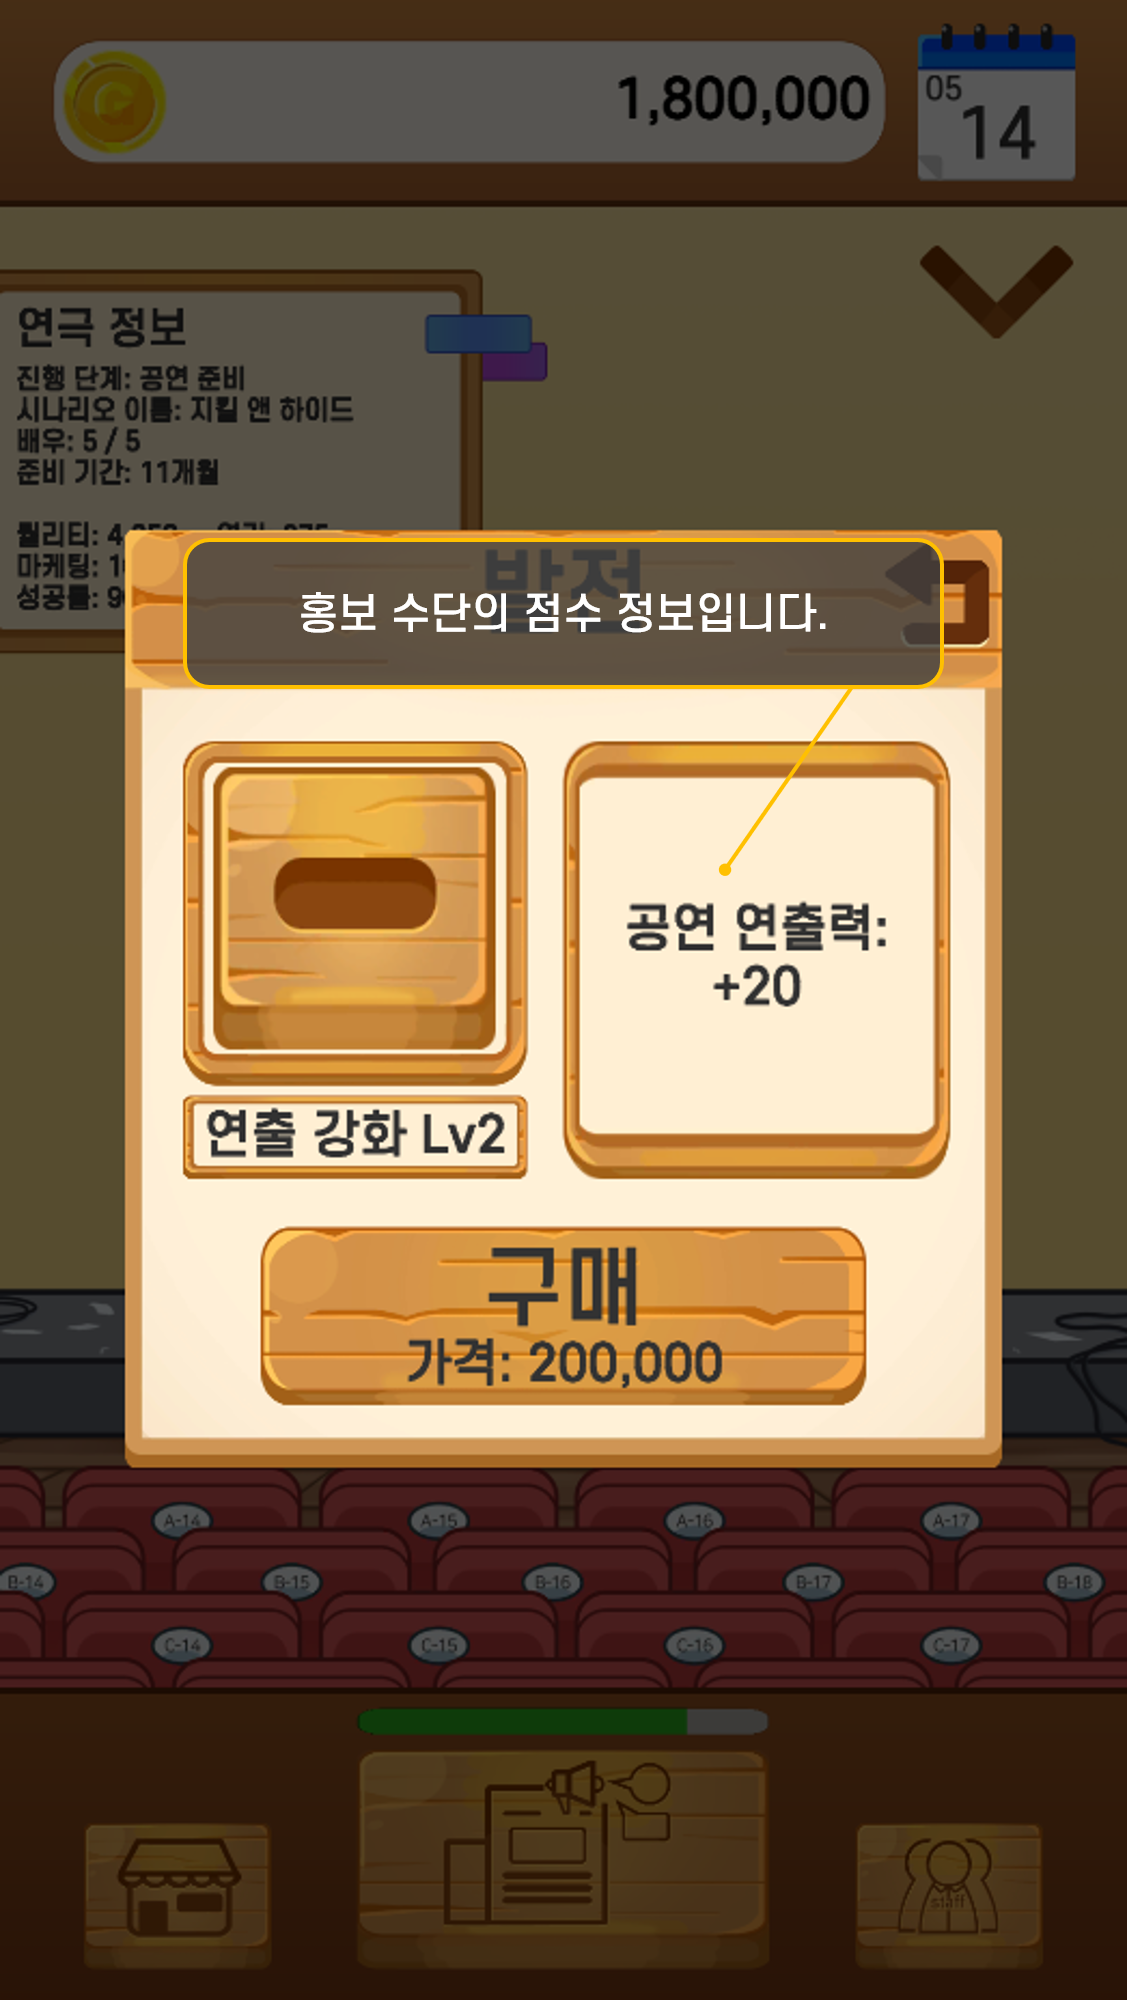 1,800,000
05
14
연극 정보
진행 단계: 공연 준비
시나리오 이름: 지킬 앤 하이드
배우: 5 / 5
준비 기간: 11개월
퀄리티:
마케팅:
성공률:
발전
홍보 수단의 점수 정보입니다.
공연 연출력:
+20
연출 강화 Lv2
구매
가격: 200,000
A-14 A-15 A-16 A-17
B-14 B-15 B-16 B-17 B-18
C-14 C-15 C-16 C-17
staff